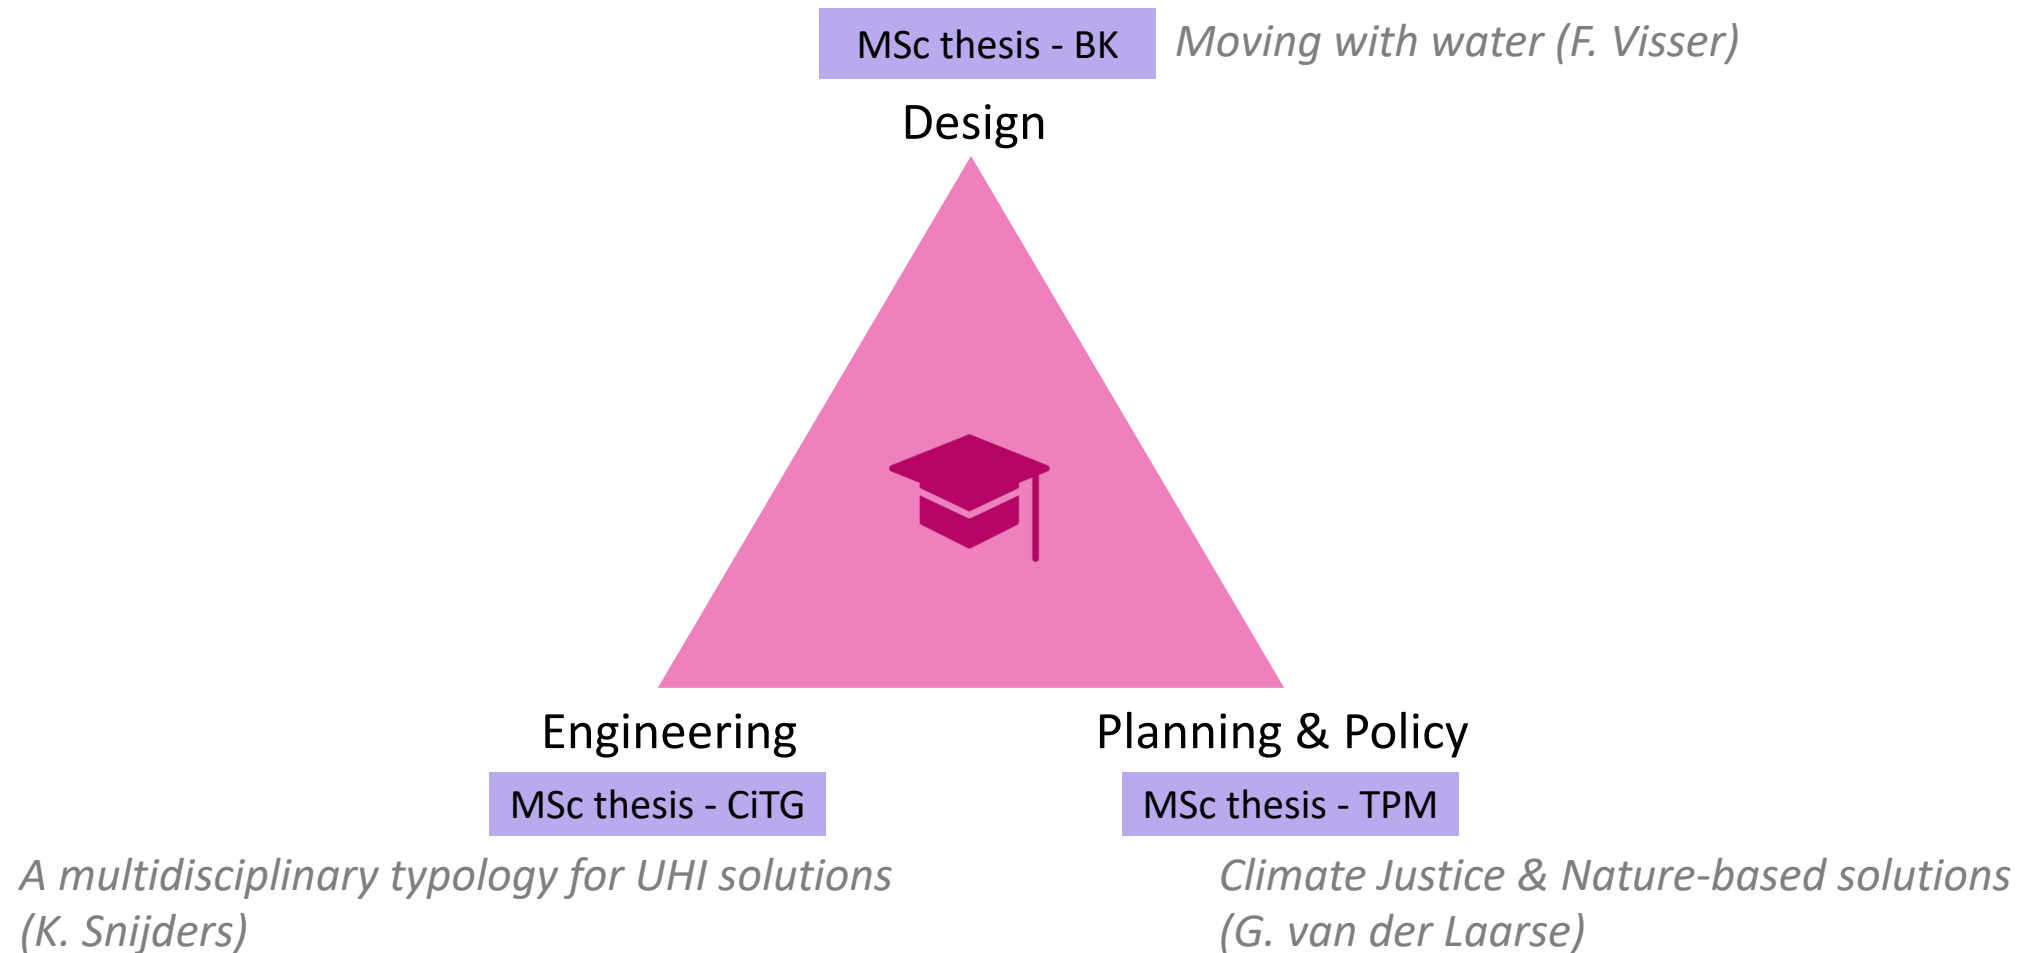 MSc thesis - BK
Moving with water (F. Visser)
Design
Engineering
Planning & Policy
MSc thesis - CiTG
MSc thesis - TPM
A multidisciplinary typology for UHI solutions
(K. Snijders)
Climate Justice & Nature-based solutions
(G. van der Laarse)